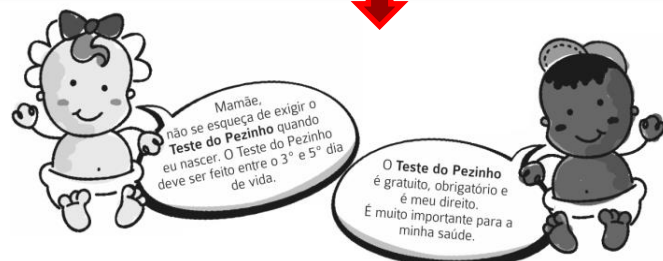 Mamãe,
não se esqueça de exigir o
Teste do Pezinho quando
eu nascer. O Teste do Pezinho
deve ser feito entre o 3° e 5° dia
de vida.
O Teste do Pezinho
é gratuito, obrigatório e
é meu direito.
É muito importante para a
minha saúde.